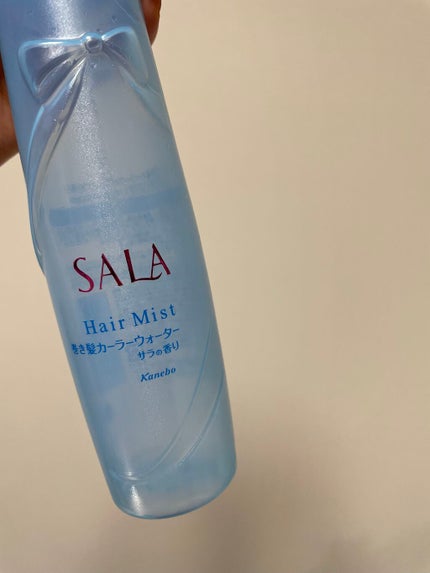 SALA
Hair Mist
巻き髪カーラーウォーター
サラの香り
Kanebo